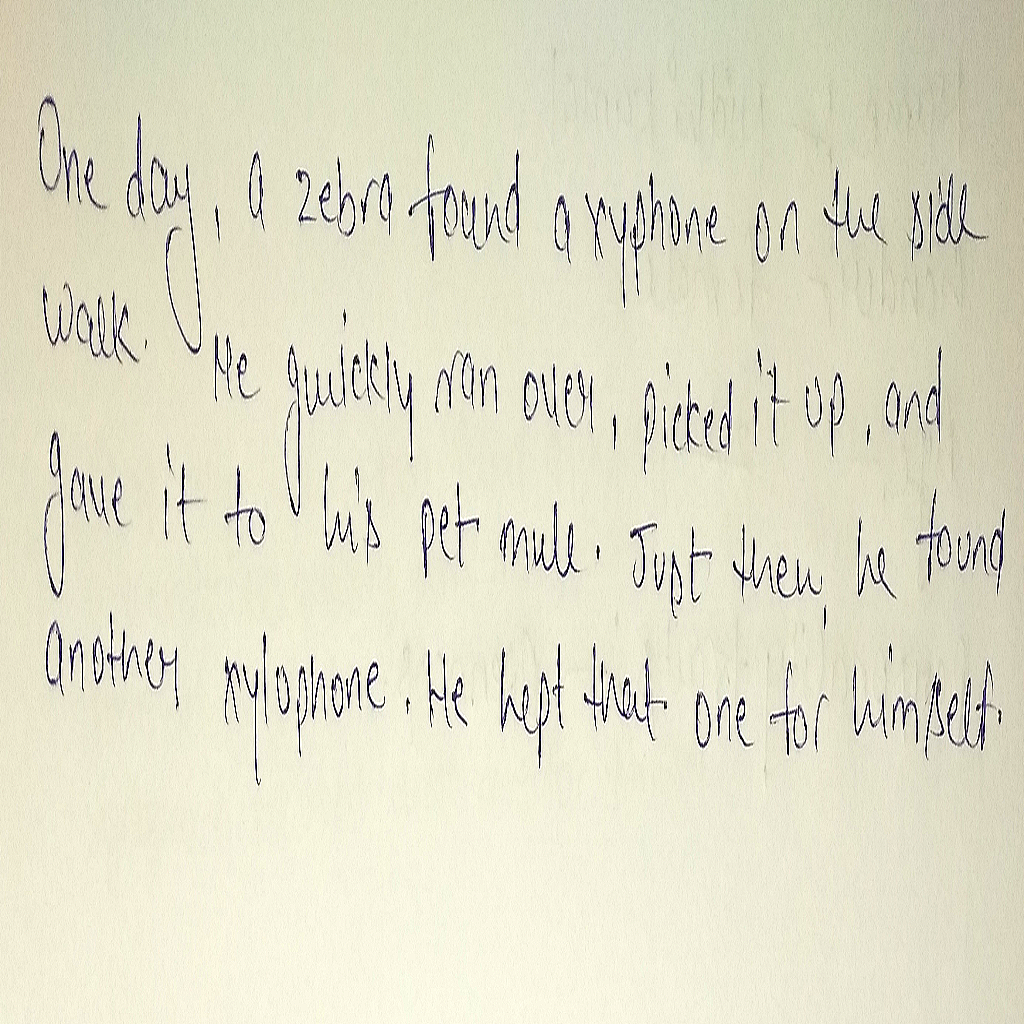 One day, a zebra found a xyphone on the side
walk. He quickly ran over, picked it up, and
gave it to his pet mule. Just then, he found
another xylophone. He kept that one for himself.